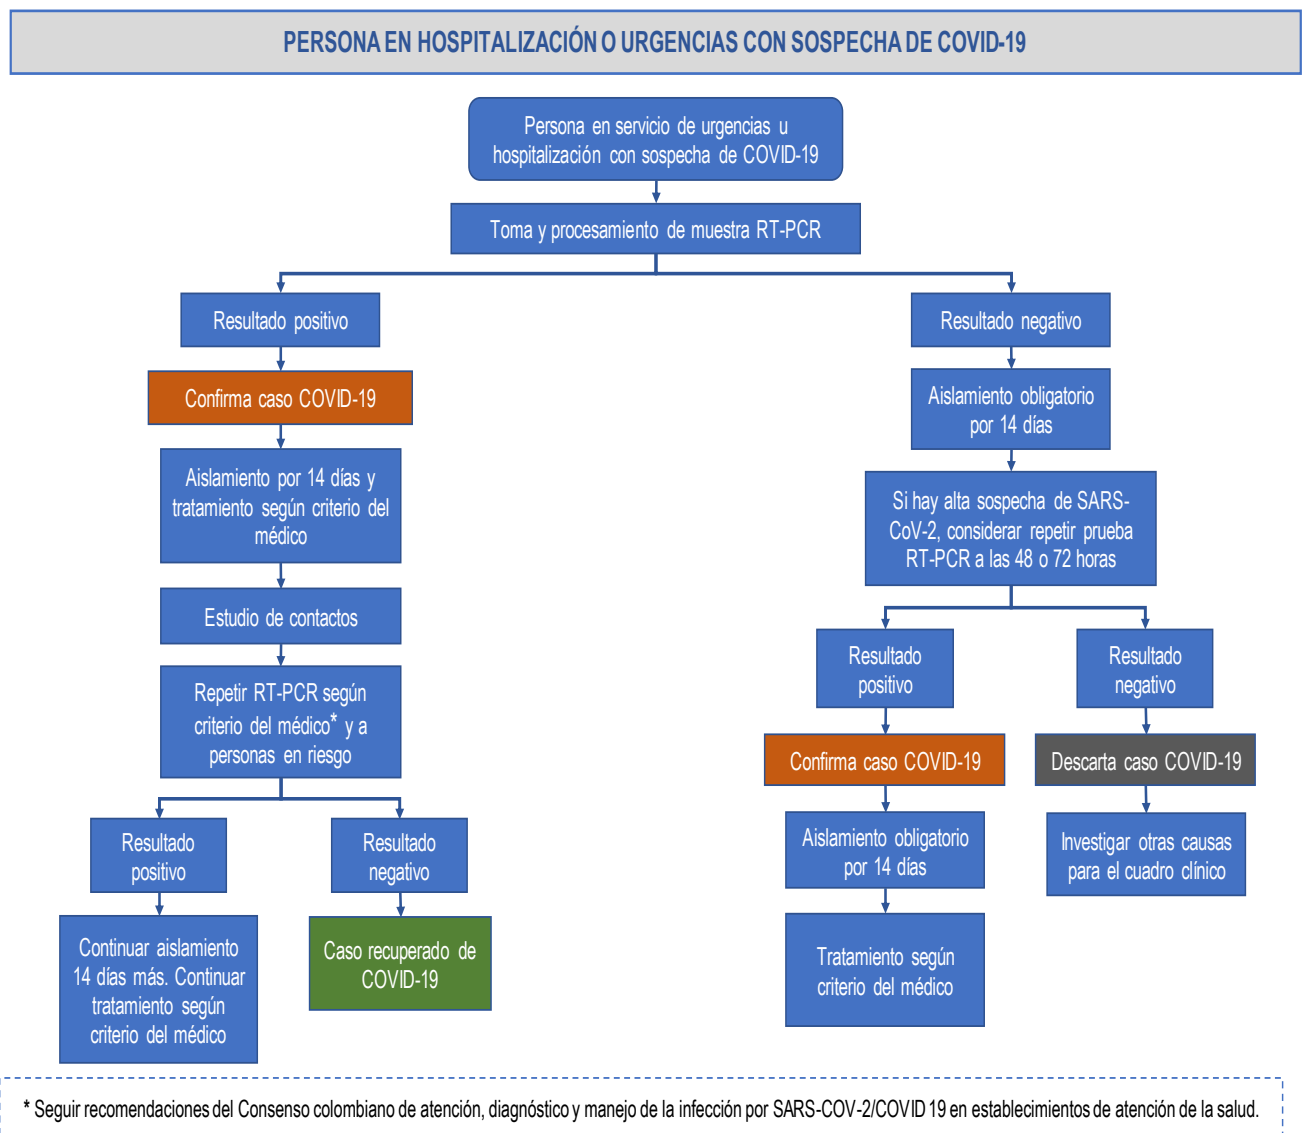 PERSONA EN HOSPITALIZACIÓN O URGENCIAS CON SOSPECHA DE COVID-19
Persona en servicio de urgencias u
hospitalización con sospecha de COVID-19
Toma y procesamiento de muestra RT-PCR
Resultado positivo
Confirma caso COVID-19
Aislamiento por 14 días y
tratamiento según criterio del
médico
Estudio de contactos
Repetir RT-PCR según
criterio del médico* y a
personas en riesgo
Resultado
positivo
Continuar aislamiento
14 días más. Continuar
tratamiento según
criterio del médico
Resultado
negativo
Caso recuperado de
COVID-19
Resultado negativo
Aislamiento obligatorio
por 14 días
Si hay alta sospecha de SARS-
CoV-2, considerar repetir prueba
RT-PCR a las 48 o 72 horas
Resultado
positivo
Confirma caso COVID-19
Aislamiento obligatorio
por 14 días
Tratamiento según
criterio del médico
Resultado
negativo
Descarta caso COVID-19
Investigar otras causas
para el cuadro clínico
* Seguir recomendaciones del Consenso colombiano de atención, diagnóstico y manejo de la infección por SARS-COV-2/COVID 19 en establecimientos de atención de la salud.